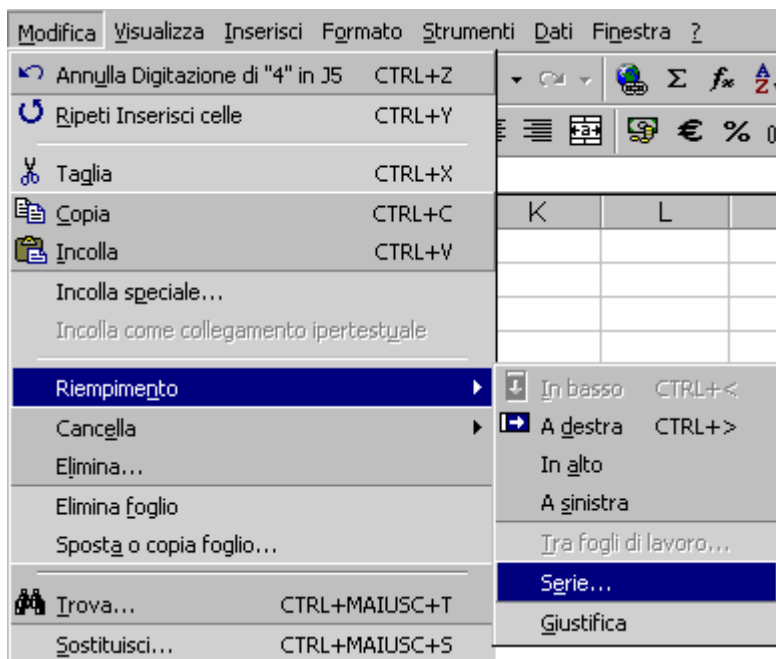 Modifica Visualizza Inserisci Formato Strumenti Dati Finestra ?
Annulla Digitazione di "4" in J5 CTRL+Z
Ripeti Inserisci celle CTRL+Y
Taglia CTRL+X
Copia CTRL+C
Incolla CTRL+V
Incolla speciale...
Incolla come collegamento ipertestuale
Riempimento
Cancella
Elimina...
Elimina foglio
Sposta o copia foglio...
Trova... CTRL+MAIUSC+T
Sostituisci... CTRL+MAIUSC+S
Σ fx A Z
a € %
K L
In basso CTRL+<
A destra CTRL+>
In alto
A sinistra
Tra fogli di lavoro...
Serie...
Giustifica